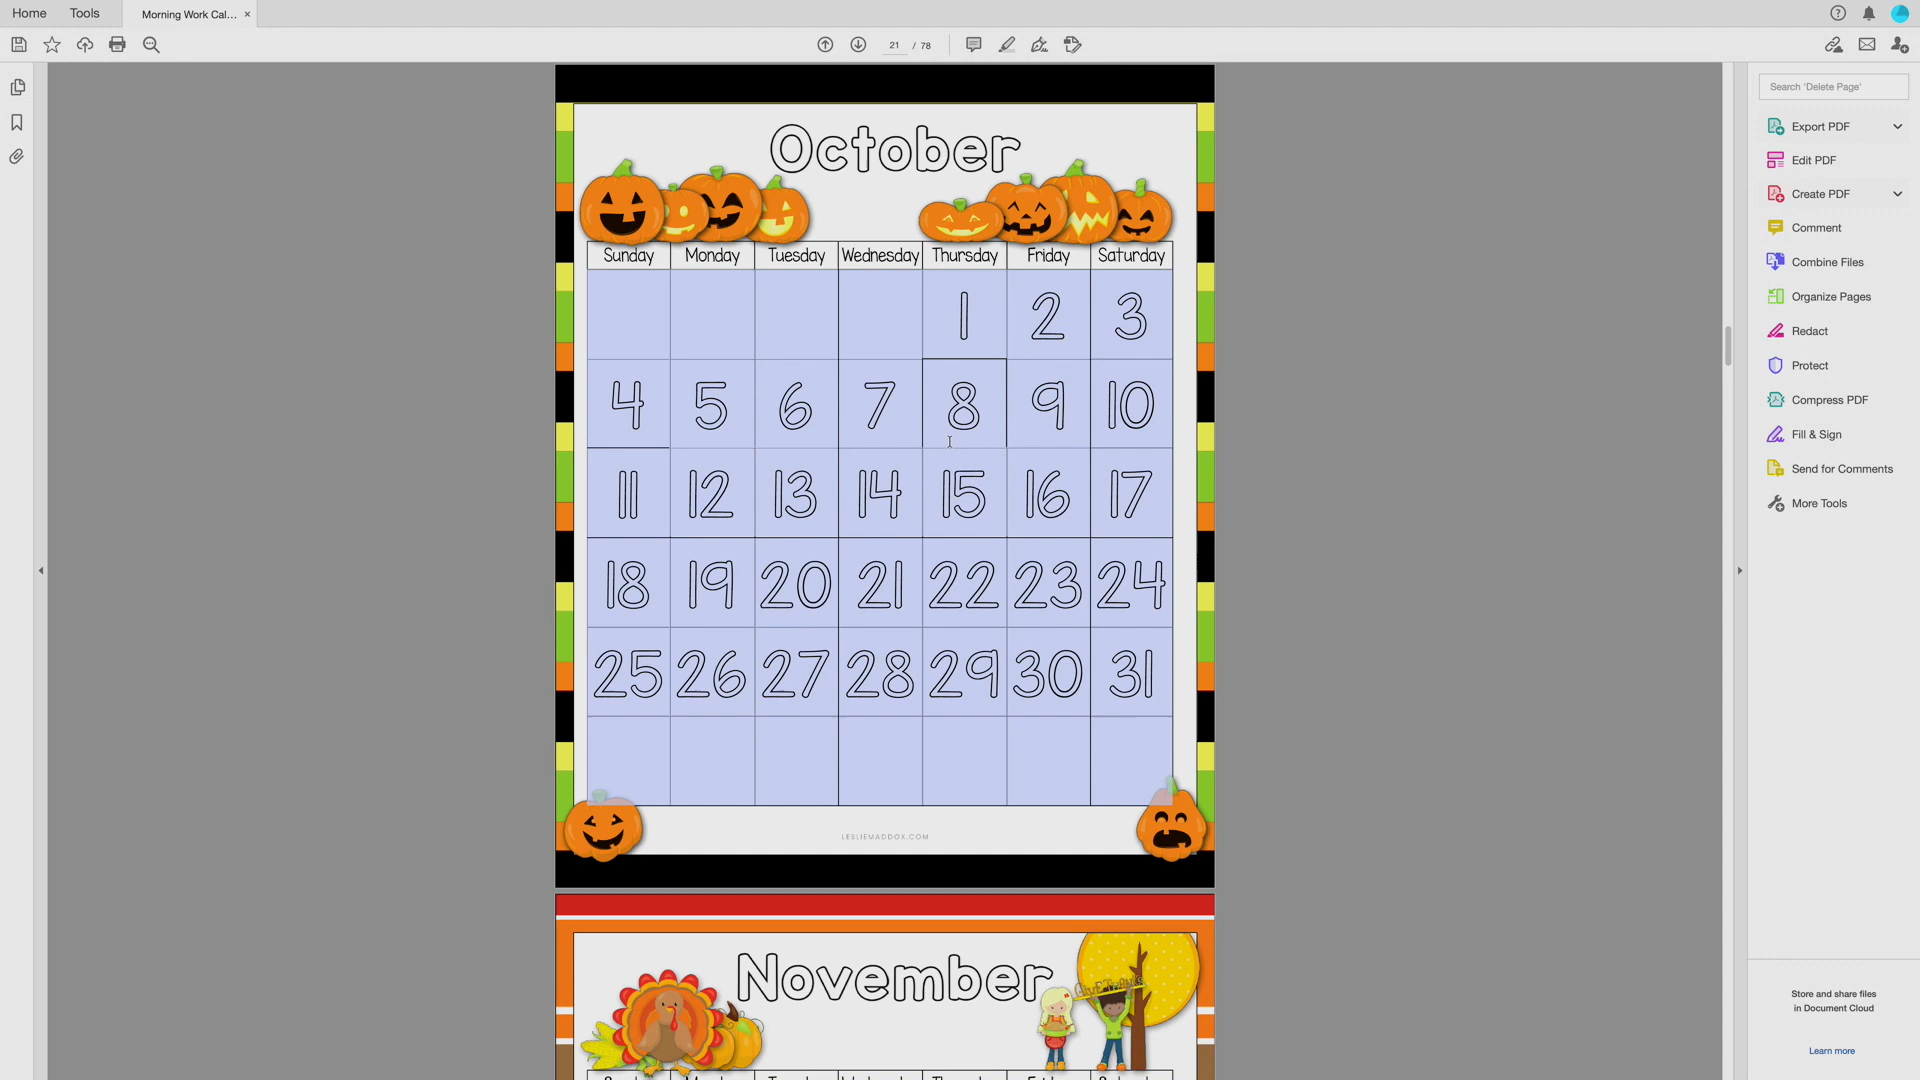 Home Tools Morning Work Cal... ×
21 / 78
Search 'Delete Page'
Export PDF
Edit PDF
Create PDF
Comment
Combine Files
Organize Pages
Redact
Protect
Compress PDF
Fill & Sign
Send for Comments
More Tools
Store and share files
in Document Cloud
Learn more
October
Sunday Monday Tuesday Wednesday Thursday Friday Saturday
1 2 3
4 5 6 7 8 9 10
11 12 13 14 15 16 17
18 19 20 21 22 23 24
25 26 27 28 29 30 31
LESLIEMADDOX.COM
November
GIVE THANKS